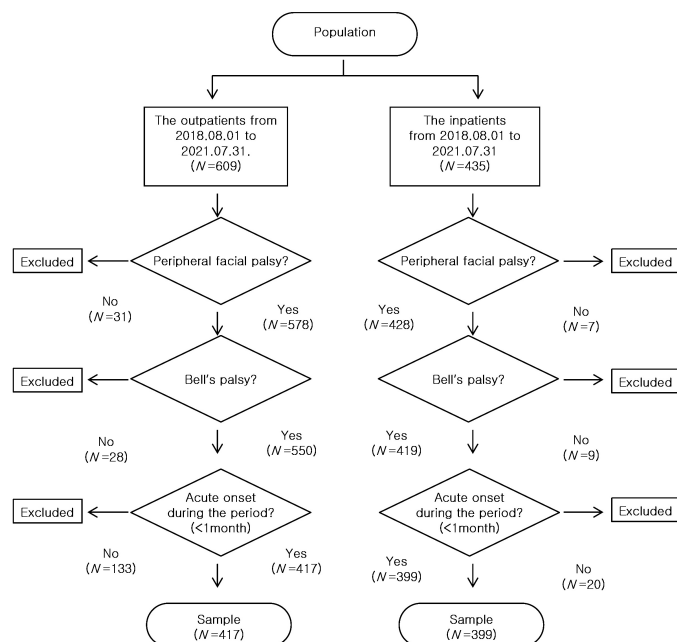 Population
The outpatients from
2018.08.01 to
2021.07.31.
(N=609)
The inpatients
from 2018.08.01 to
2021.07.31
(N=435)
Excluded
Peripheral facial palsy?
Peripheral facial palsy?
Excluded
No
(N=31)
Yes
(N=578)
Yes
(N=428)
No
(N=7)
Excluded
Bell's palsy?
Bell's palsy?
Excluded
No
(N=28)
Yes
(N=550)
Yes
(N=419)
No
(N=9)
Excluded
Acute onset
during the period?
(<1month)
Acute onset
during the period?
(<1month)
Excluded
No
(N=133)
Yes
(N=417)
Yes
(N=399)
No
(N=20)
Sample
(N=417)
Sample
(N=399)